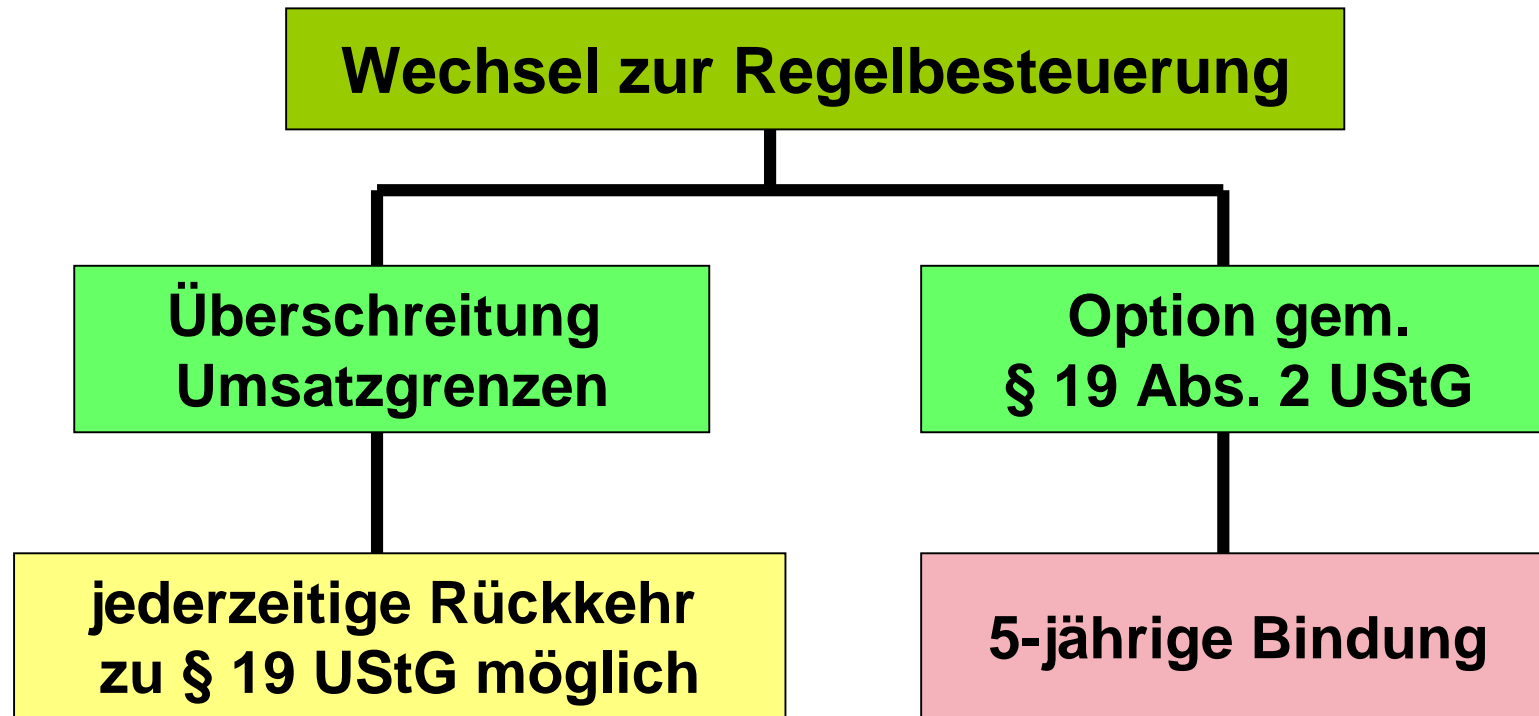 Wechsel zur Regelbesteuerung
Überschreitung
Umsatzgrenzen
Option gem.
§ 19 Abs. 2 UStG
jederzeitige Rückkehr
zu § 19 UStG möglich
5-jährige Bindung